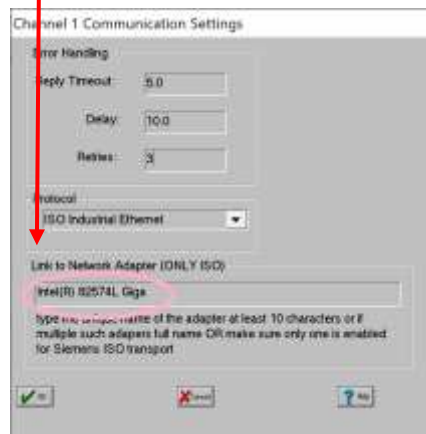 Channel 1 Communication Settings
Error Handling
Reply Timeout: 5.0
Delay: 10.0
Retries: 3
Protocol
ISO Industrial Ethernet
Link to Network Adapter (ONLY ISO)
Intel(R) 82574L Giga
type the unique name of the adapter at least 10 characters or if
multiple such adapers full name OR make sure only one is enabled
for Siemens ISO transport
Cancel